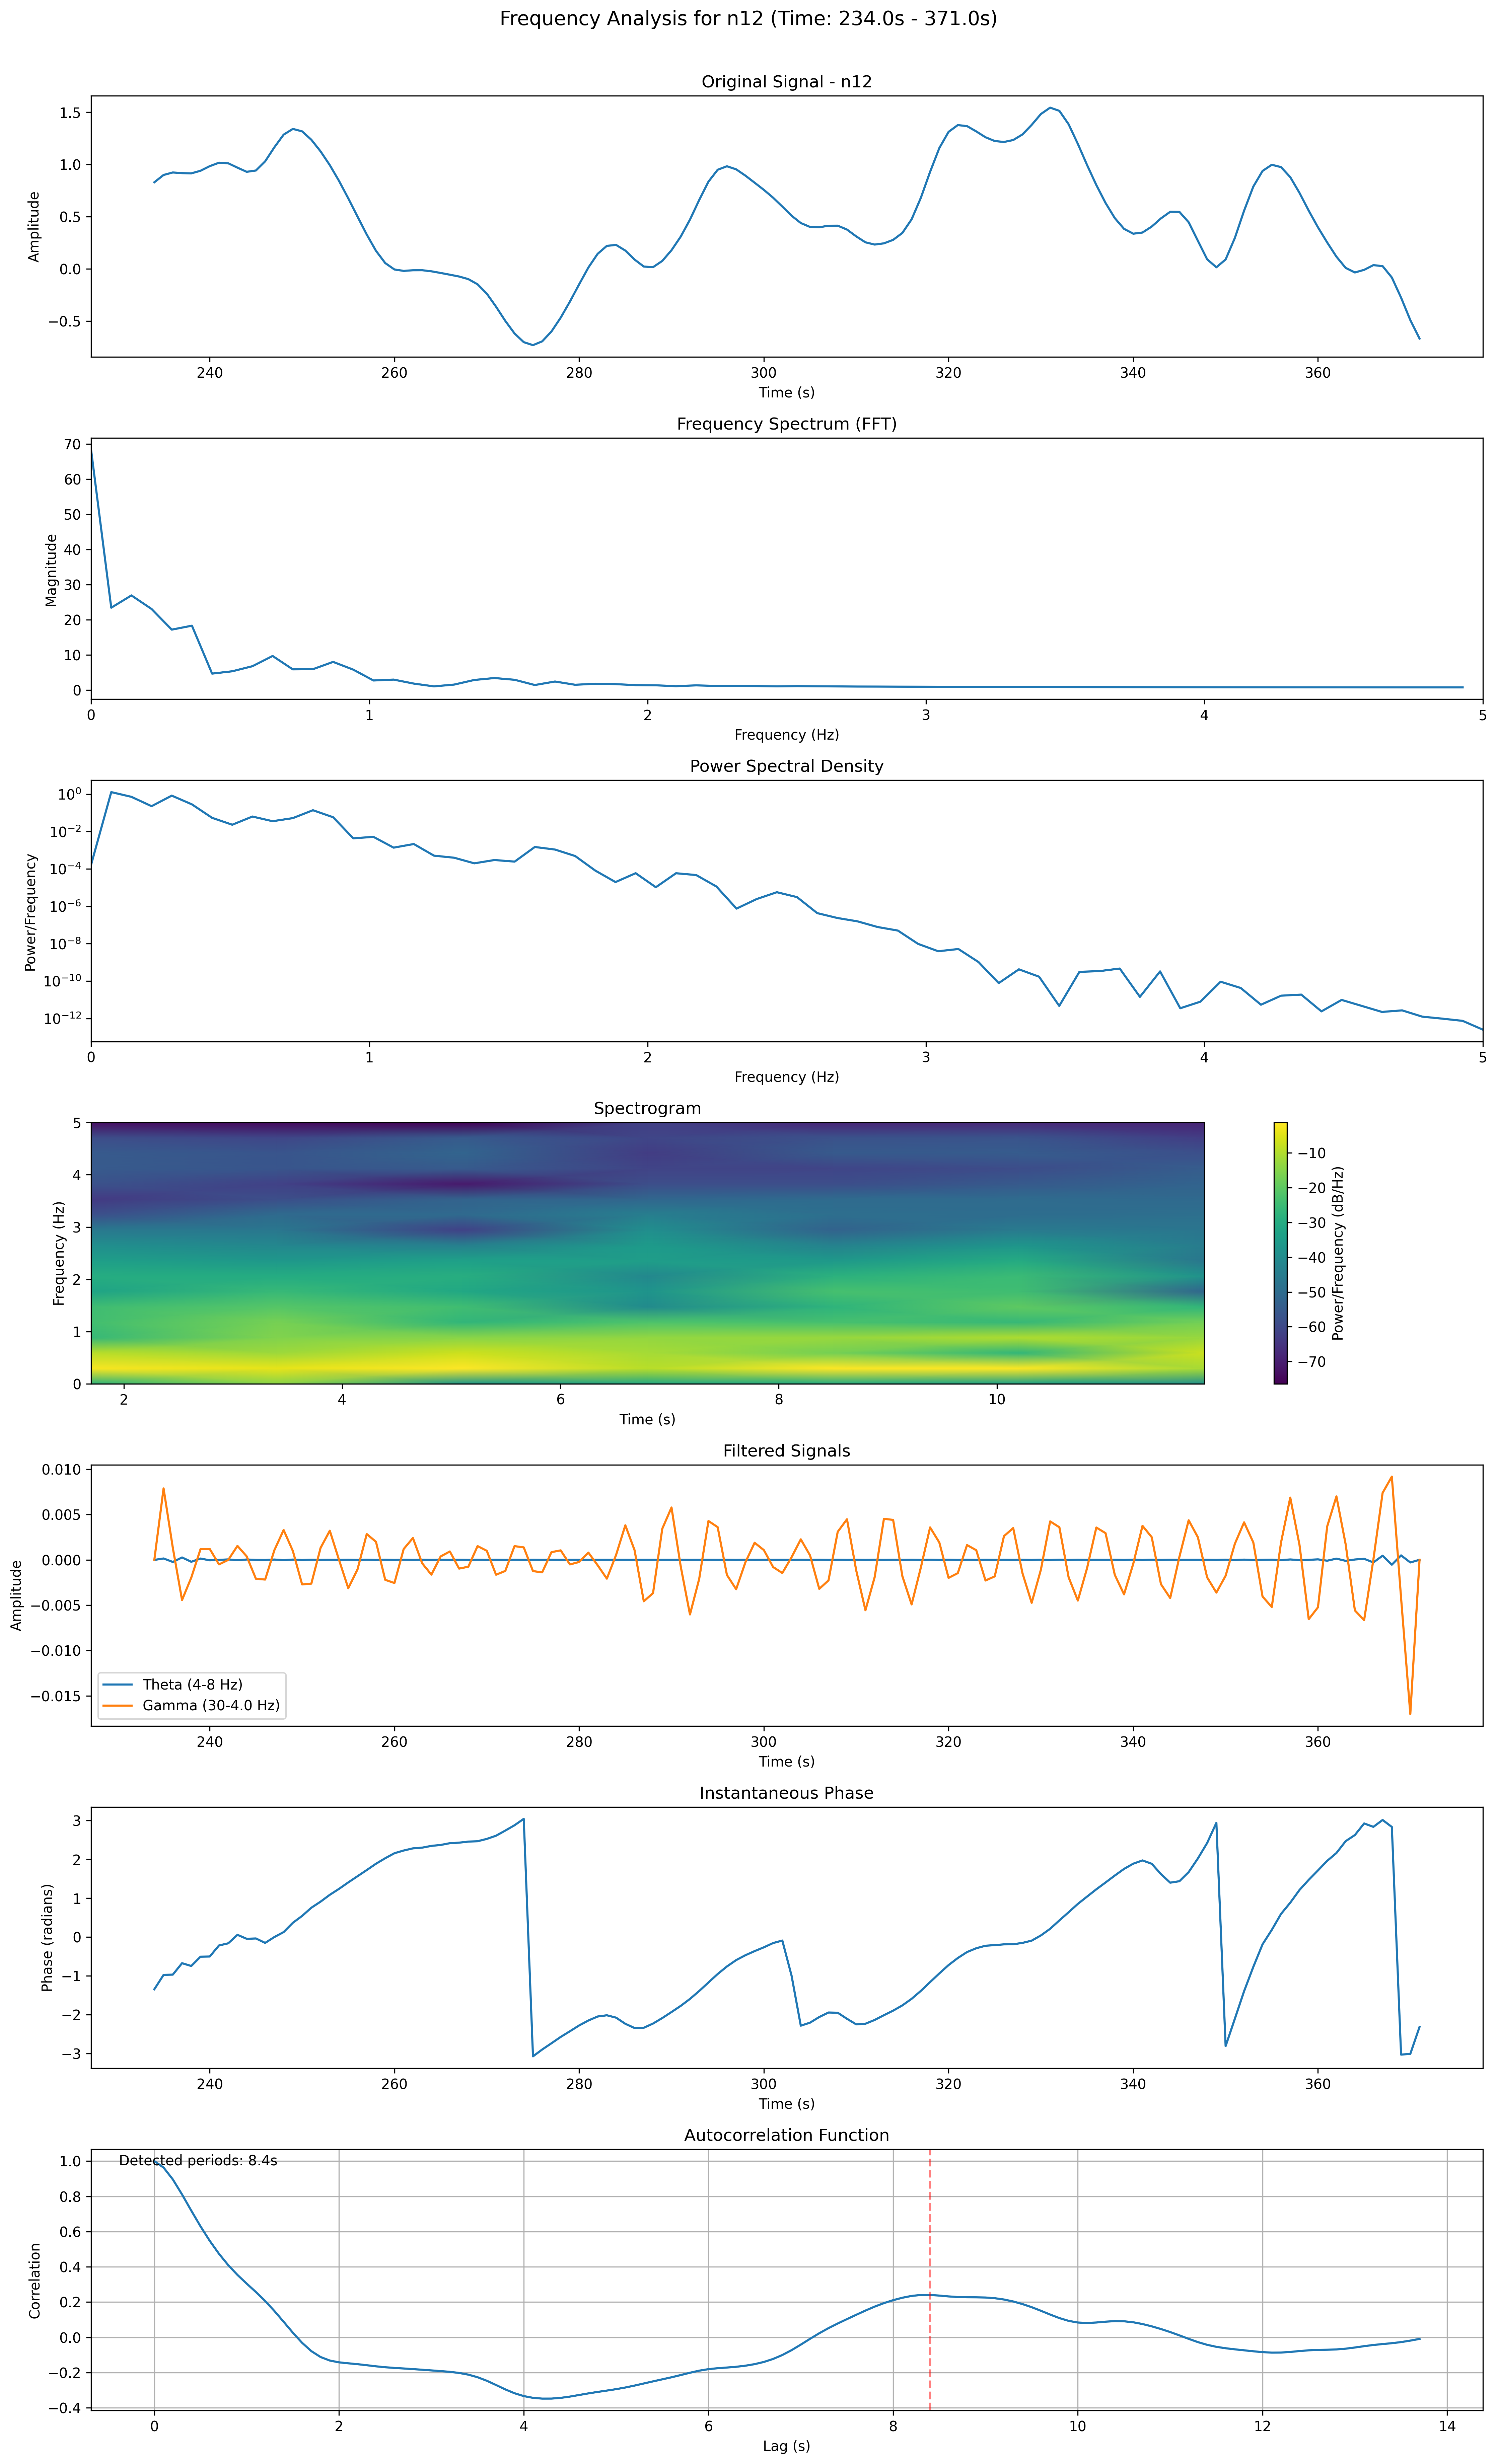 Frequency Analysis for n12 (Time: 234.0s - 371.0s)
Original Signal - n12
1.5
1.0
0.5
0.0
−0.5
Amplitude
240 260 280 300 320 340 360
Time (s)
Frequency Spectrum (FFT)
70
60
50
40
30
20
10
0
Magnitude
0 1 2 3 4 5
Frequency (Hz)
Power Spectral Density
10⁰
10⁻²
10⁻⁴
10⁻⁶
10⁻⁸
10⁻¹⁰
10⁻¹²
Power/Frequency
0 1 2 3 4 5
Frequency (Hz)
Spectrogram
5
4
3
2
1
0
Frequency (Hz)
2 4 6 8 10
Time (s)
−10
−20
−30
−40
−50
−60
−70
Power/Frequency (dB/Hz)
Filtered Signals
0.010
0.005
0.000
−0.005
−0.010
−0.015
Amplitude
Theta (4-8 Hz)
Gamma (30-4.0 Hz)
240 260 280 300 320 340 360
Time (s)
Instantaneous Phase
3
2
1
0
−1
−2
−3
Phase (radians)
240 260 280 300 320 340 360
Time (s)
Autocorrelation Function
Detected periods: 8.4s
1.0
0.8
0.6
0.4
0.2
0.0
−0.2
−0.4
Correlation
0 2 4 6 8 10 12 14
Lag (s)